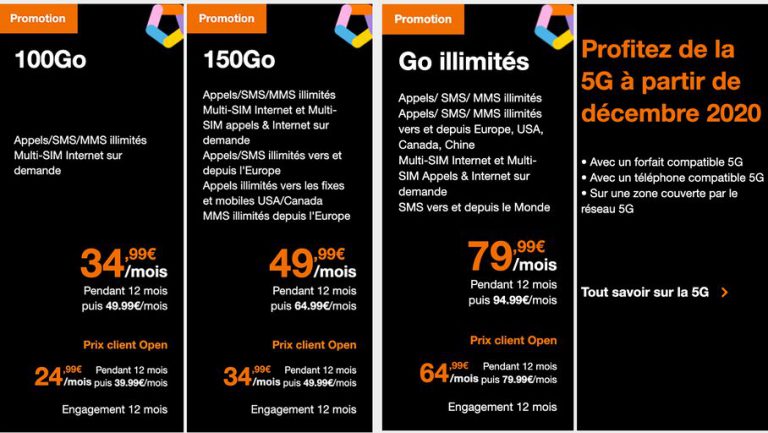 Promotion
100Go
Appels/SMS/MMS illimités
Multi-SIM Internet sur
demande
34,99€
/mois
Pendant 12 mois
puis 49.99€/mois
Prix client Open
24,99€
/mois
Pendant 12 mois
puis 39.99€/mois
Engagement 12 mois
Promotion
150Go
Appels/SMS/MMS illimités
Multi-SIM Internet et Multi-
SIM appels & Internet sur
demande
Appels/SMS illimités vers et
depuis l'Europe
Appels illimités vers les fixes
et mobiles USA/Canada
MMS illimités depuis l'Europe
49,99€
/mois
Pendant 12 mois
puis 64.99€/mois
Prix client Open
34,99€
/mois
Pendant 12 mois
puis 49.99€/mois
Engagement 12 mois
Promotion
Go illimités
Appels/ SMS/ MMS illimités
Appels/ SMS/ MMS illimités
vers et depuis Europe, USA,
Canada, Chine
Multi-SIM Internet et Multi-
SIM Appels & Internet sur
demande
SMS vers et depuis le Monde
79,99€
/mois
Pendant 12 mois
puis 94.99€/mois
Prix client Open
64,99€
/mois
Pendant 12 mois
puis 79.99€/mois
Engagement 12 mois
Profitez de la
5G à partir de
décembre 2020
• Avec un forfait compatible 5G
• Avec un téléphone compatible 5G
• Sur une zone couverte par le
réseau 5G
Tout savoir sur la 5G >